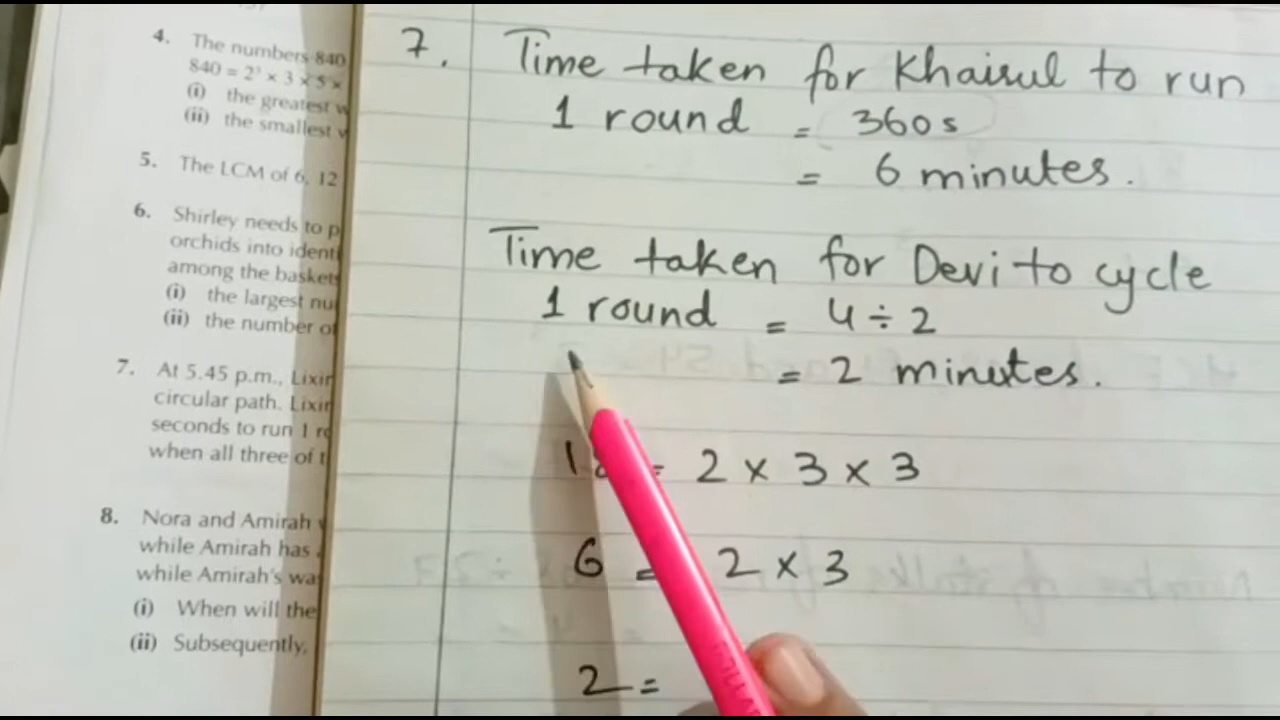 4. The numbers 840
840 = 2³ × 3 × 5 ×
(i) the greatest w
(ii) the smallest v
5. The LCM of 6, 12
6. Shirley needs to p
orchids into identi
among the baskets
(i) the largest nu
(ii) the number of
7. At 5.45 p.m., Lixin
circular path. Lixin
seconds to run 1 ro
when all three of t
8. Nora and Amirah
while Amirah has
while Amirah's wa
(i) When will the
(ii) Subsequently,
7. Time taken for Khairul to run
1 round = 360s
= 6 minutes.
Time taken for Devi to cycle
1 round = 4 ÷ 2
= 2 minutes.
18 = 2 × 3 × 3
6 = 2 × 3
2 =